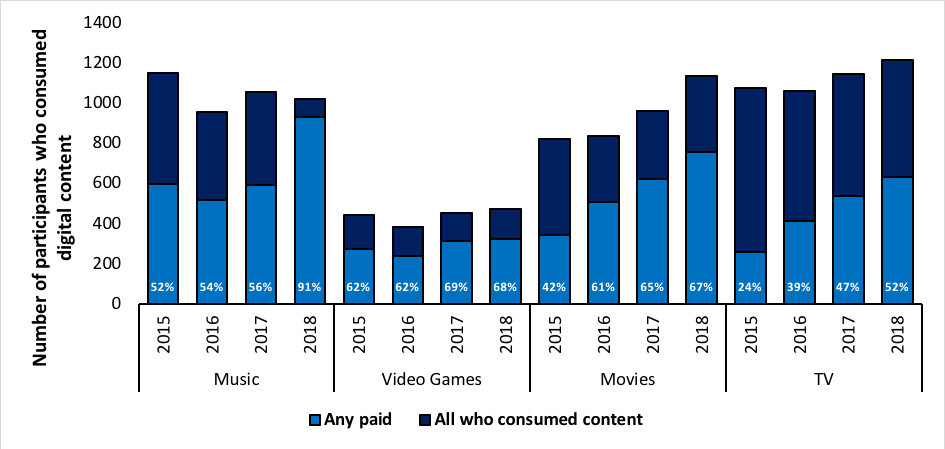 Number of participants who consumed
digital content
1400
1200
1000
800
600
400
200
0
52% 54% 56% 91% 62% 62% 69% 68% 42% 61% 65% 67% 24% 39% 47% 52%
2015 2016 2017 2018 2015 2016 2017 2018 2015 2016 2017 2018 2015 2016 2017 2018
Music Video Games Movies TV
Any paid All who consumed content